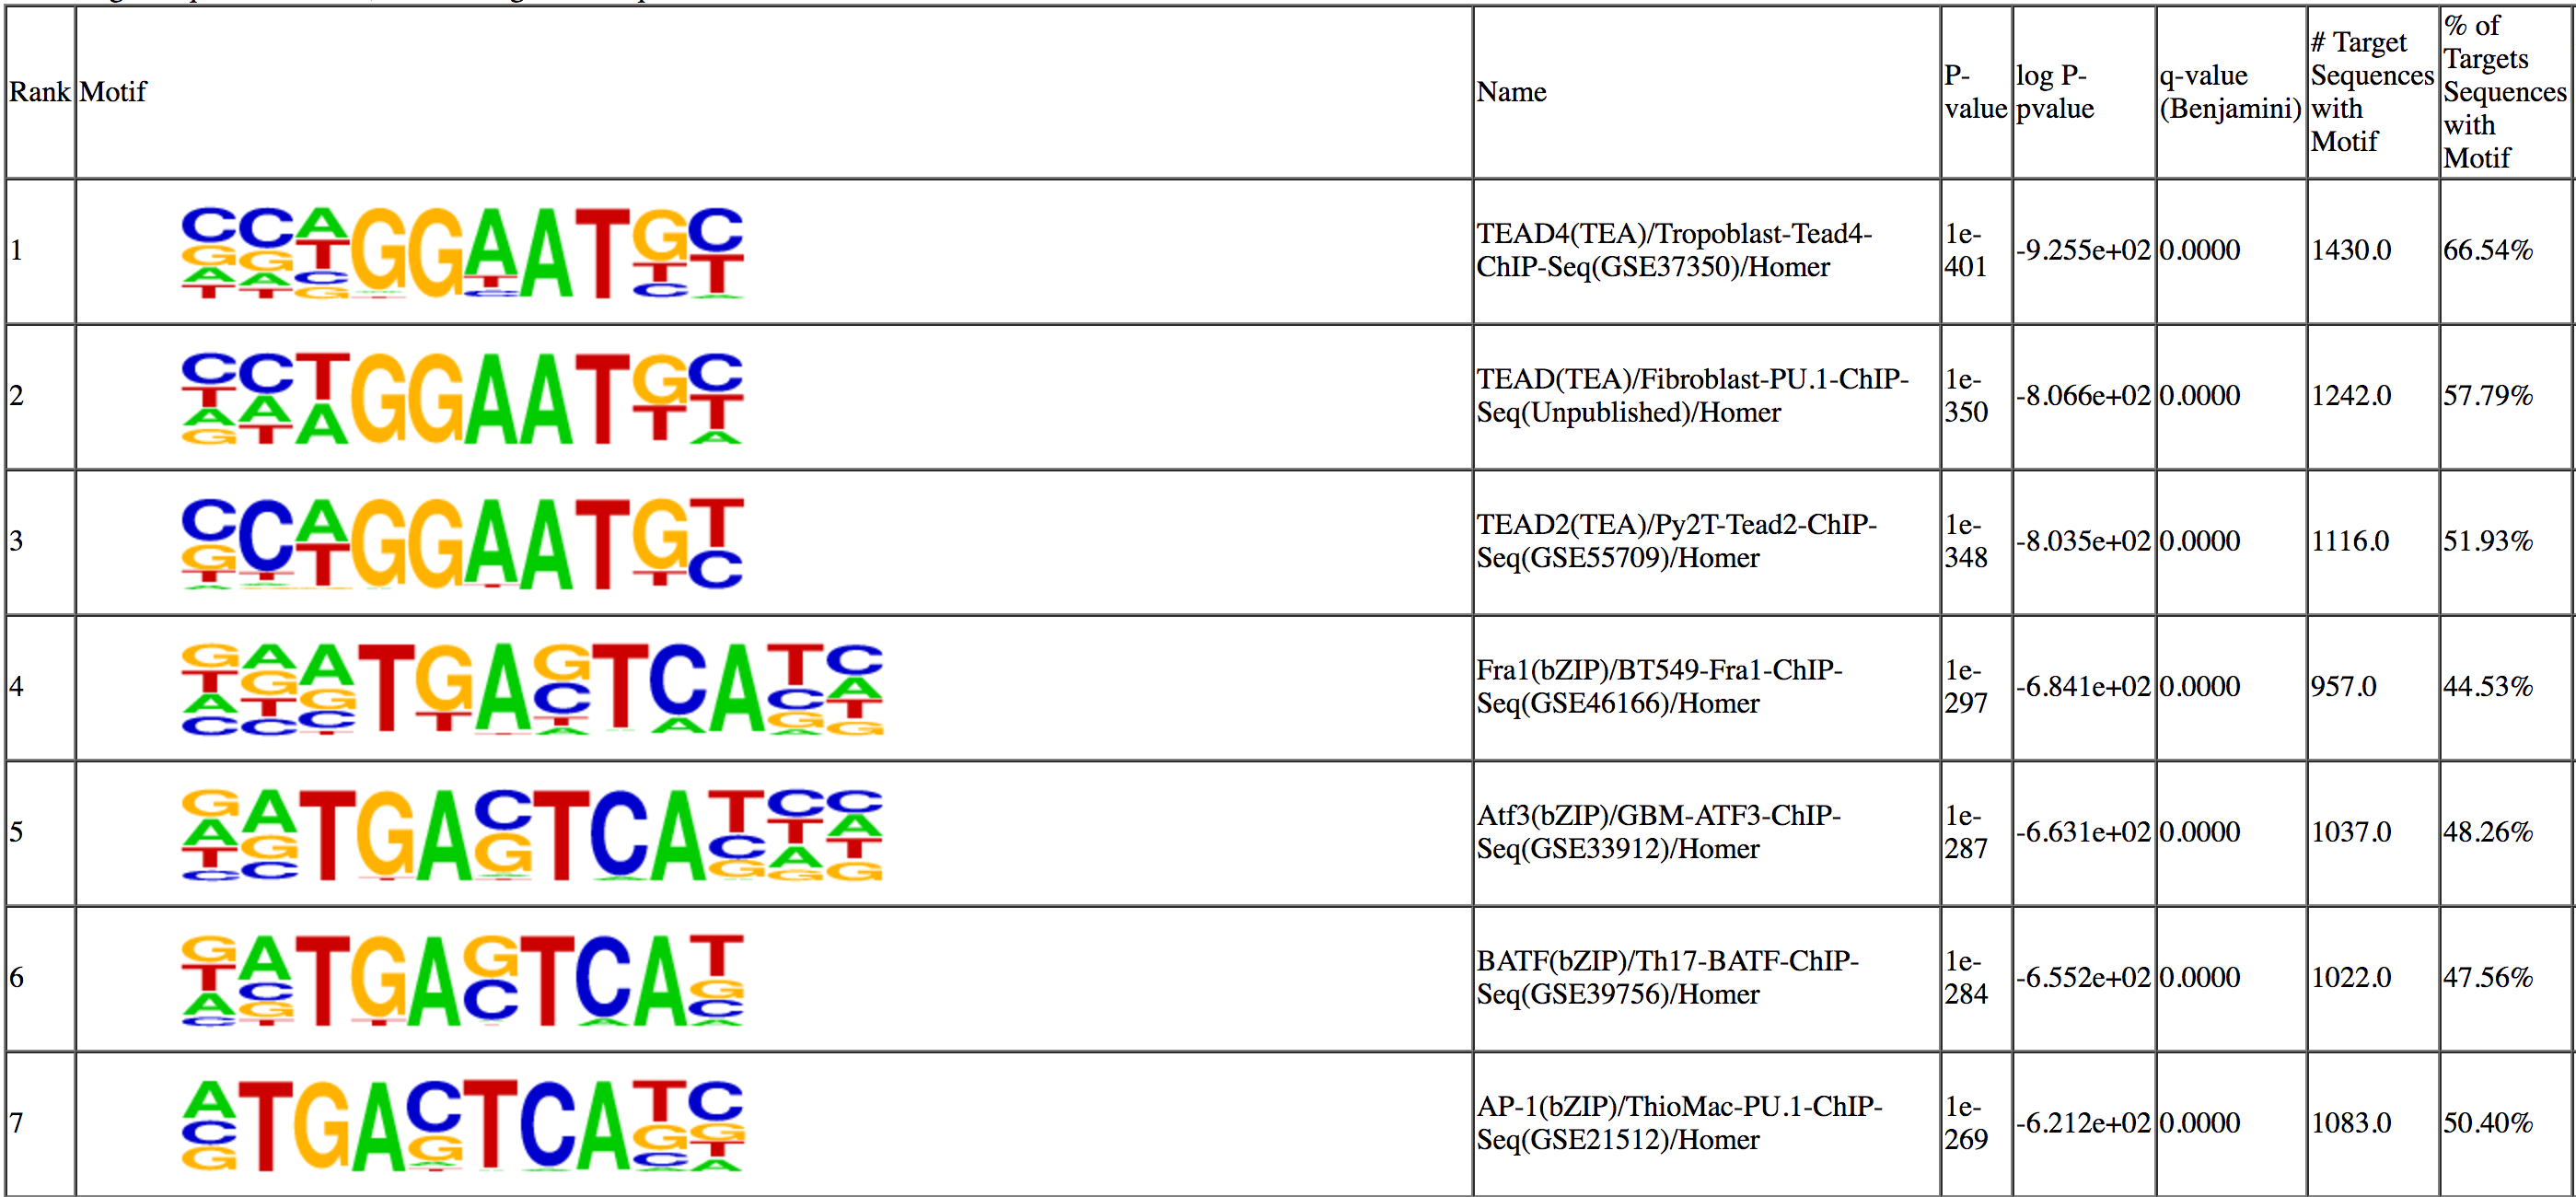 Rank Motif Name P-value log P-pvalue q-value (Benjamini) # Target Sequences with Motif % of Targets Sequences with Motif
1 TEAD4(TEA)/Tropoblast-Tead4-ChIP-Seq(GSE37350)/Homer 1e-401 -9.255e+02 0.0000 1430.0 66.54%
2 TEAD(TEA)/Fibroblast-PU.1-ChIP-Seq(Unpublished)/Homer 1e-350 -8.066e+02 0.0000 1242.0 57.79%
3 TEAD2(TEA)/Py2T-Tead2-ChIP-Seq(GSE55709)/Homer 1e-348 -8.035e+02 0.0000 1116.0 51.93%
4 Fra1(bZIP)/BT549-Fra1-ChIP-Seq(GSE46166)/Homer 1e-297 -6.841e+02 0.0000 957.0 44.53%
5 Atf3(bZIP)/GBM-ATF3-ChIP-Seq(GSE33912)/Homer 1e-287 -6.631e+02 0.0000 1037.0 48.26%
6 BATF(bZIP)/Th17-BATF-ChIP-Seq(GSE39756)/Homer 1e-284 -6.552e+02 0.0000 1022.0 47.56%
7 AP-1(bZIP)/ThioMac-PU.1-ChIP-Seq(GSE21512)/Homer 1e-269 -6.212e+02 0.0000 1083.0 50.40%